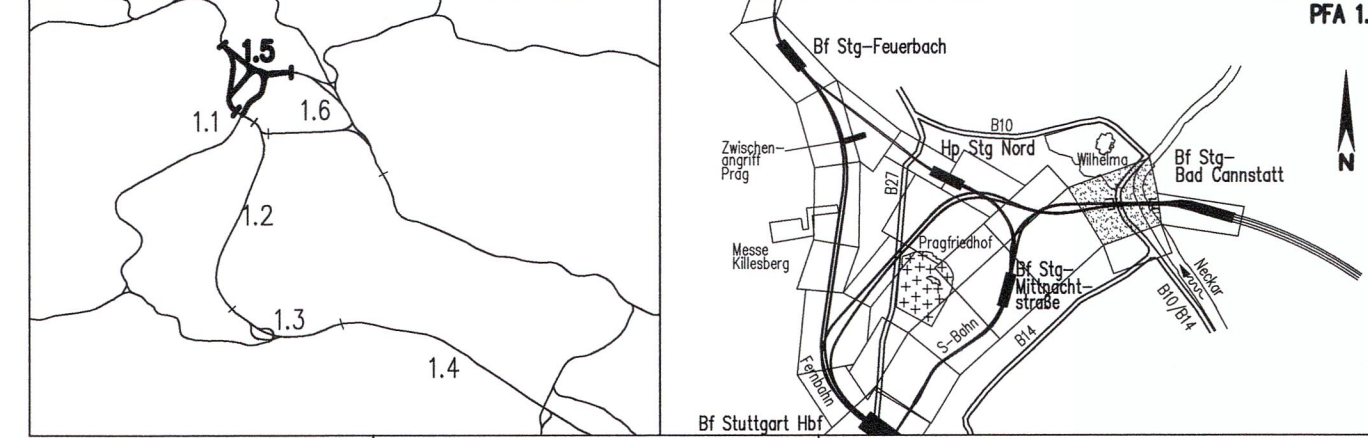 1.5
1.6
1.1
1.2
1.3
1.4
PFA 1.
Bf Stg-Feuerbach
B10
Zwischen-
angriff
Prag
Hp Stg Nord
Wilhelma
Bf Stg-
Bad Cannstatt
N
B27
Messe
Killesberg
Pragfriedhof
Bf Stg-
Mittnacht-
straße
Neckar
B10/B14
S-Bahn
B14
Fernbahn
Bf Stuttgart Hbf